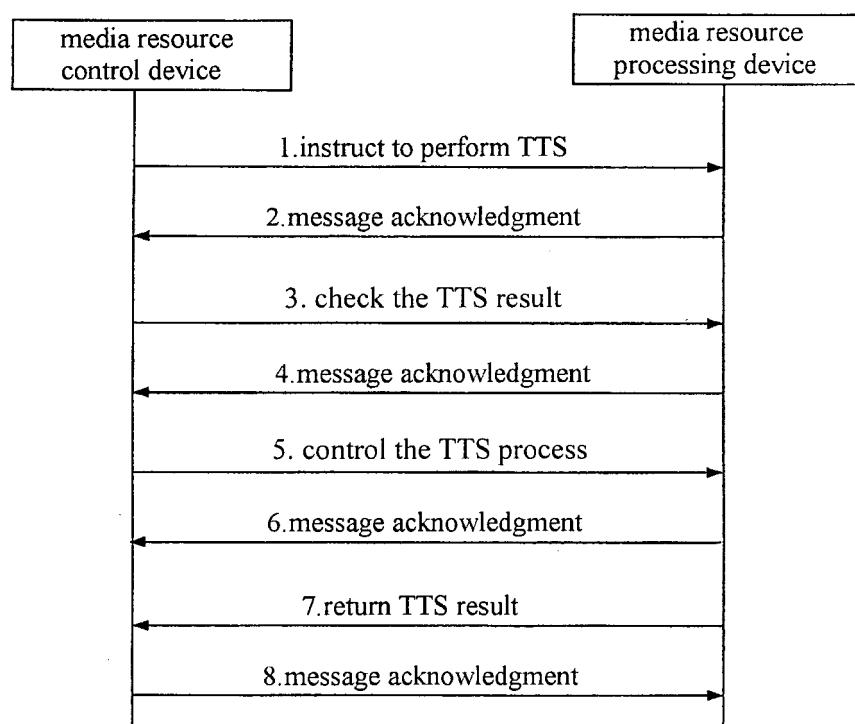 media resource
control device
media resource
processing device
1.instruct to perform TTS
2.message acknowledgment
3. check the TTS result
4.message acknowledgment
5. control the TTS process
6.message acknowledgment
7.return TTS result
8.message acknowledgment